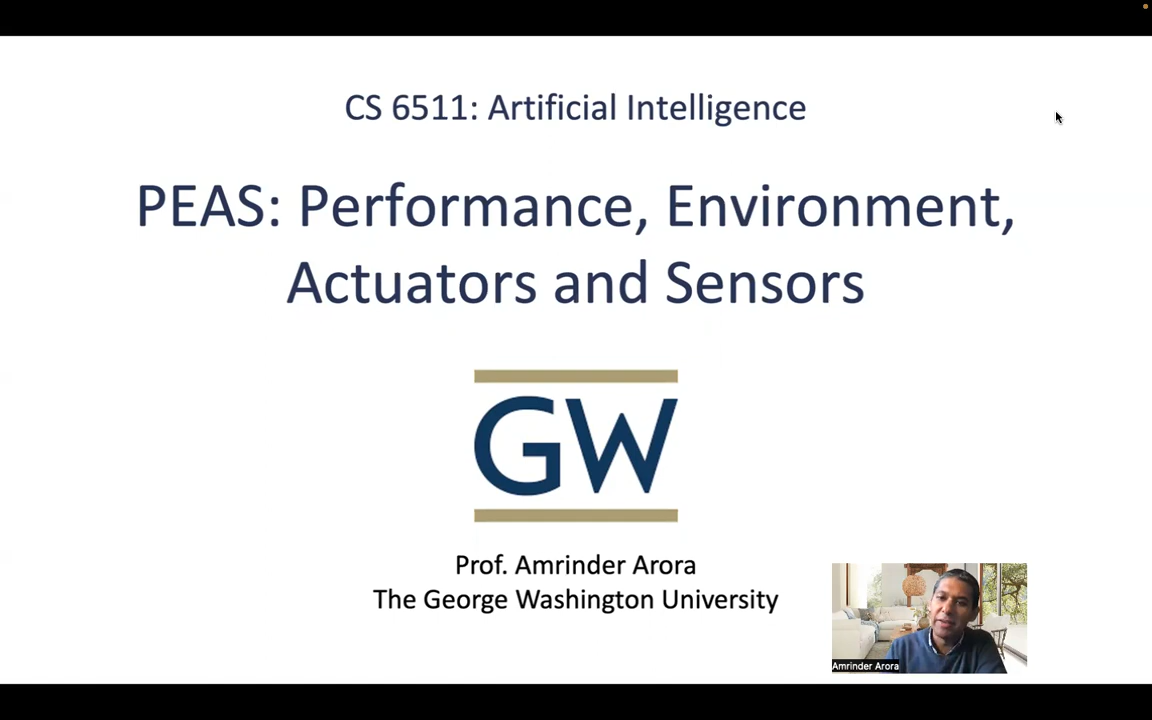 CS 6511: Artificial Intelligence
PEAS: Performance, Environment,
Actuators and Sensors
GW
Prof. Amrinder Arora
The George Washington University
Amrinder Arora